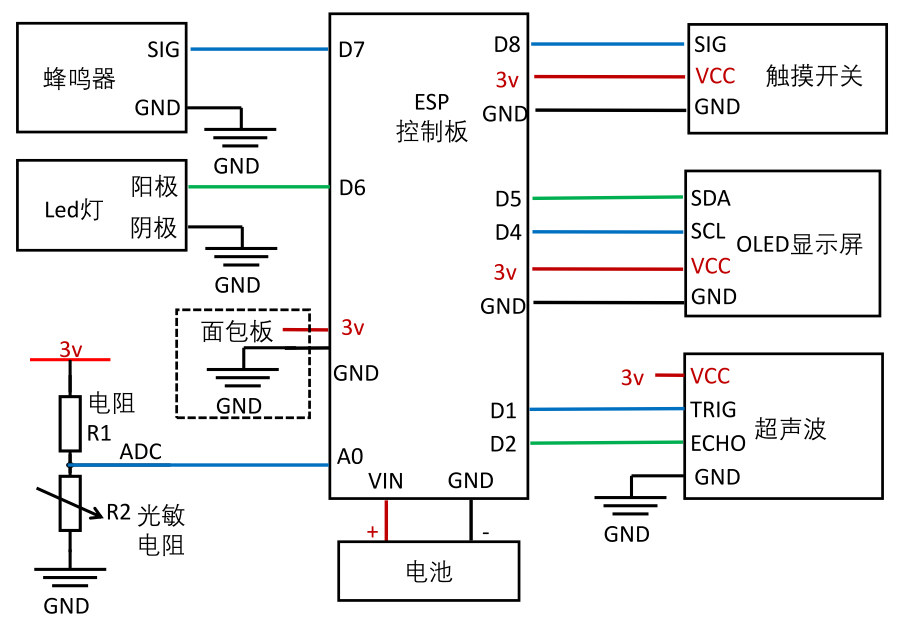 SIG
蜂鸣器
GND
GND
阳极
Led灯
阴极
GND
面包板
3v
GND
GND
3v
电阻
R1
ADC
A0
R2
光敏
电阻
GND
D7
ESP
控制板
D6
D8
3v
GND
D5
D4
3v
GND
D1
D2
VIN
GND
+
-
电池
SIG
VCC
触摸开关
GND
SDA
SCL
OLED显示屏
VCC
GND
3v
VCC
TRIG
超声波
ECHO
GND
GND